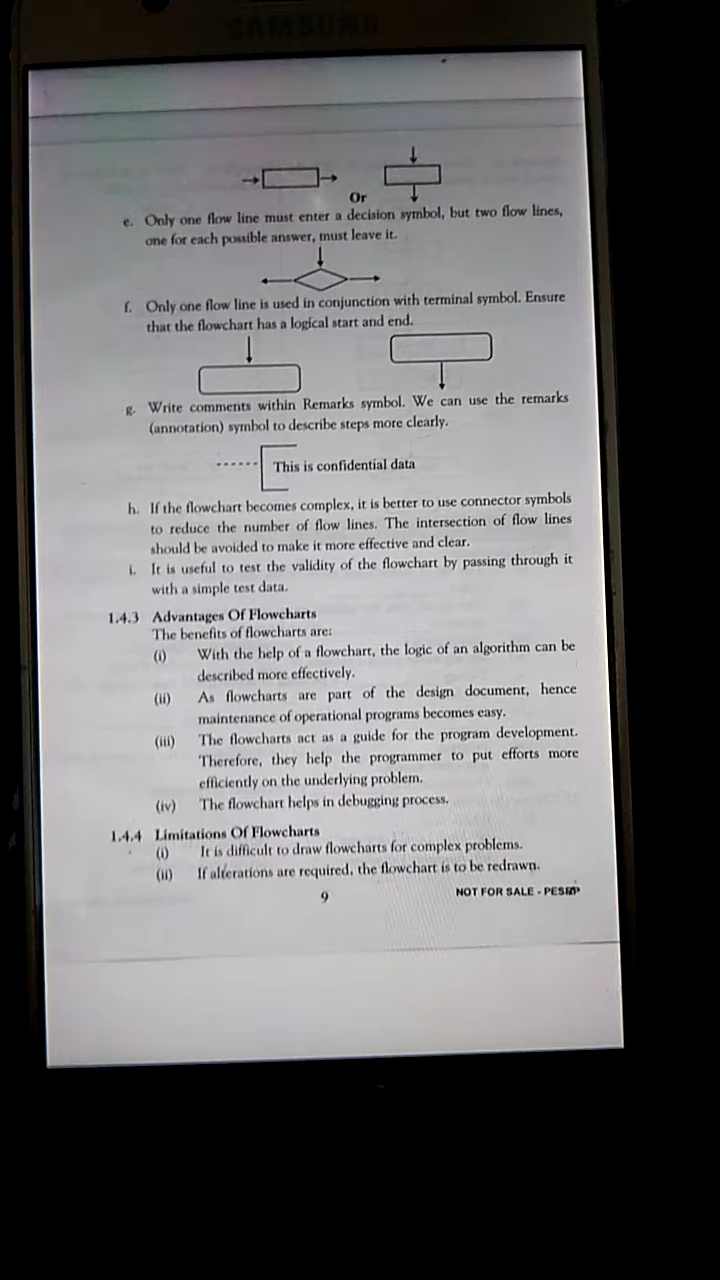 SAMSUNG
Or
e. Only one flow line must enter a decision symbol, but two flow lines,
one for each possible answer, must leave it.
f. Only one flow line is used in conjunction with terminal symbol. Ensure
that the flowchart has a logical start and end.
g. Write comments within Remarks symbol. We can use the remarks
(annotation) symbol to describe steps more clearly.
This is confidential data
h. If the flowchart becomes complex, it is better to use connector symbols
to reduce the number of flow lines. The intersection of flow lines
should be avoided to make it more effective and clear.
i. It is useful to test the validity of the flowchart by passing through it
with a simple test data.
1.4.3 Advantages Of Flowcharts
The benefits of flowcharts are:
(i) With the help of a flowchart, the logic of an algorithm can be
described more effectively.
(ii) As flowcharts are part of the design document, hence
maintenance of operational programs becomes easy.
(iii) The flowcharts act as a guide for the program development.
Therefore, they help the programmer to put efforts more
efficiently on the underlying problem.
(iv) The flowchart helps in debugging process.
1.4.4 Limitations Of Flowcharts
(i) It is difficult to draw flowcharts for complex problems.
(ii) If alterations are required, the flowchart is to be redrawn.
9
NOT FOR SALE - PESRP